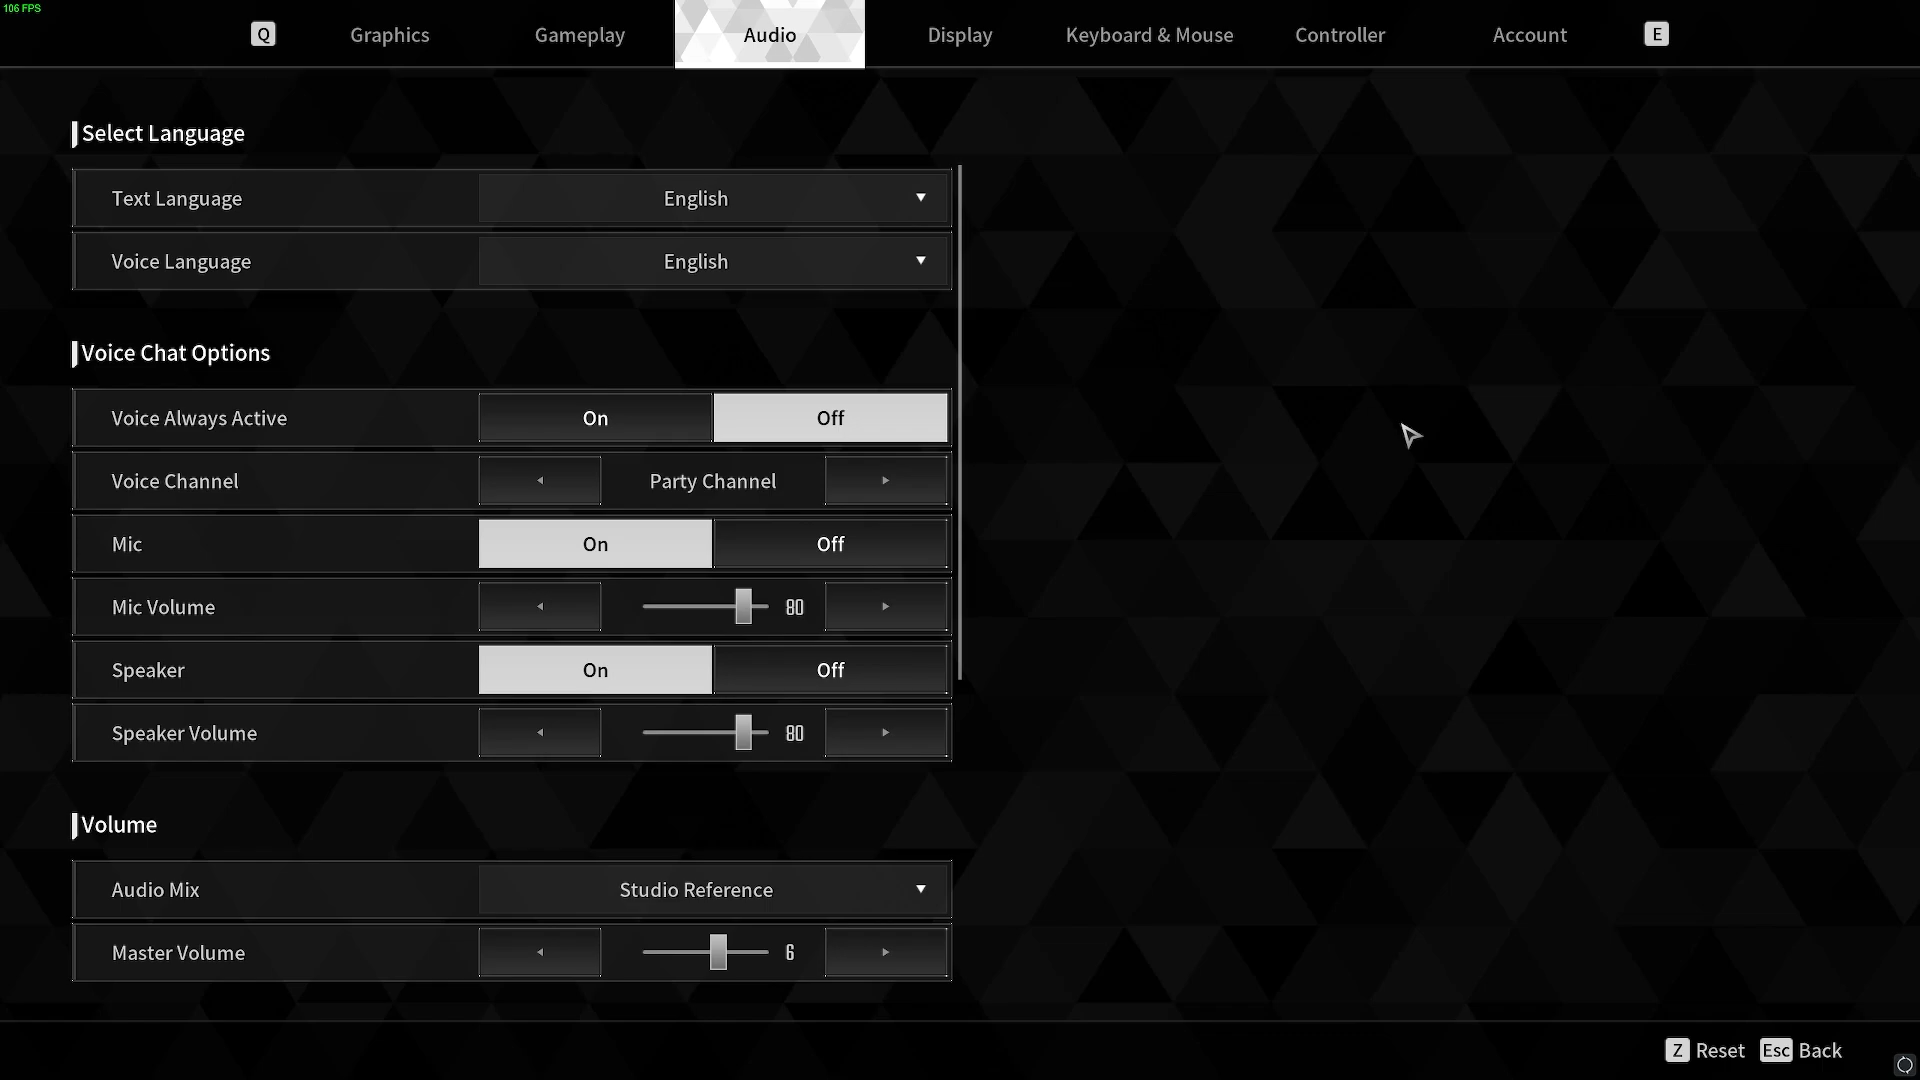 106 FPS
Q Graphics Gameplay Audio Display Keyboard & Mouse Controller Account E
Select Language
Text Language English
Voice Language English
Voice Chat Options
Voice Always Active On Off
Voice Channel Party Channel
Mic On Off
Mic Volume 80
Speaker On Off
Speaker Volume 80
Volume
Audio Mix Studio Reference
Master Volume 6
Z Reset Esc Back